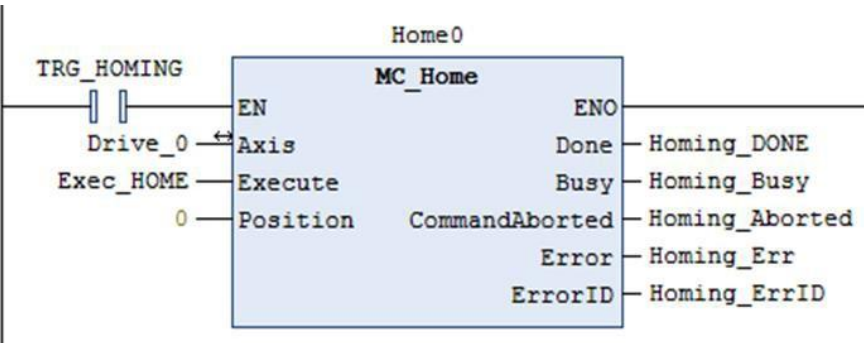 Home0
TRG_HOMING
MC_Home
EN ENO
Drive_0 Axis Done Homing_DONE
Exec_HOME Execute Busy Homing_Busy
0 Position CommandAborted Homing_Aborted
Error Homing_Err
ErrorID Homing_ErrID